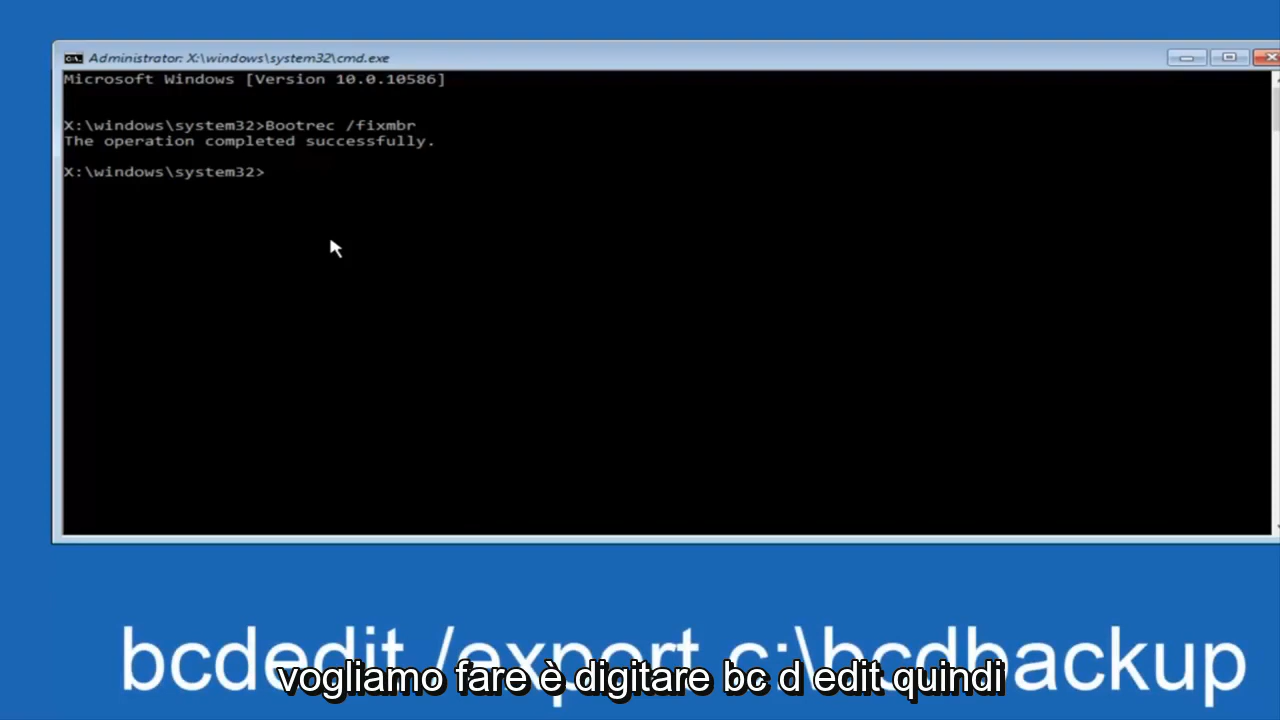 Administrator: X:\windows\system32\cmd.exe
Microsoft Windows [Version 10.0.10586]
X:\windows\system32>Bootrec /fixmbr
The operation completed successfully.
X:\windows\system32>
bcdedit /export c:\bcdbackup
vogliamo fare è digitare bc d edit quindi